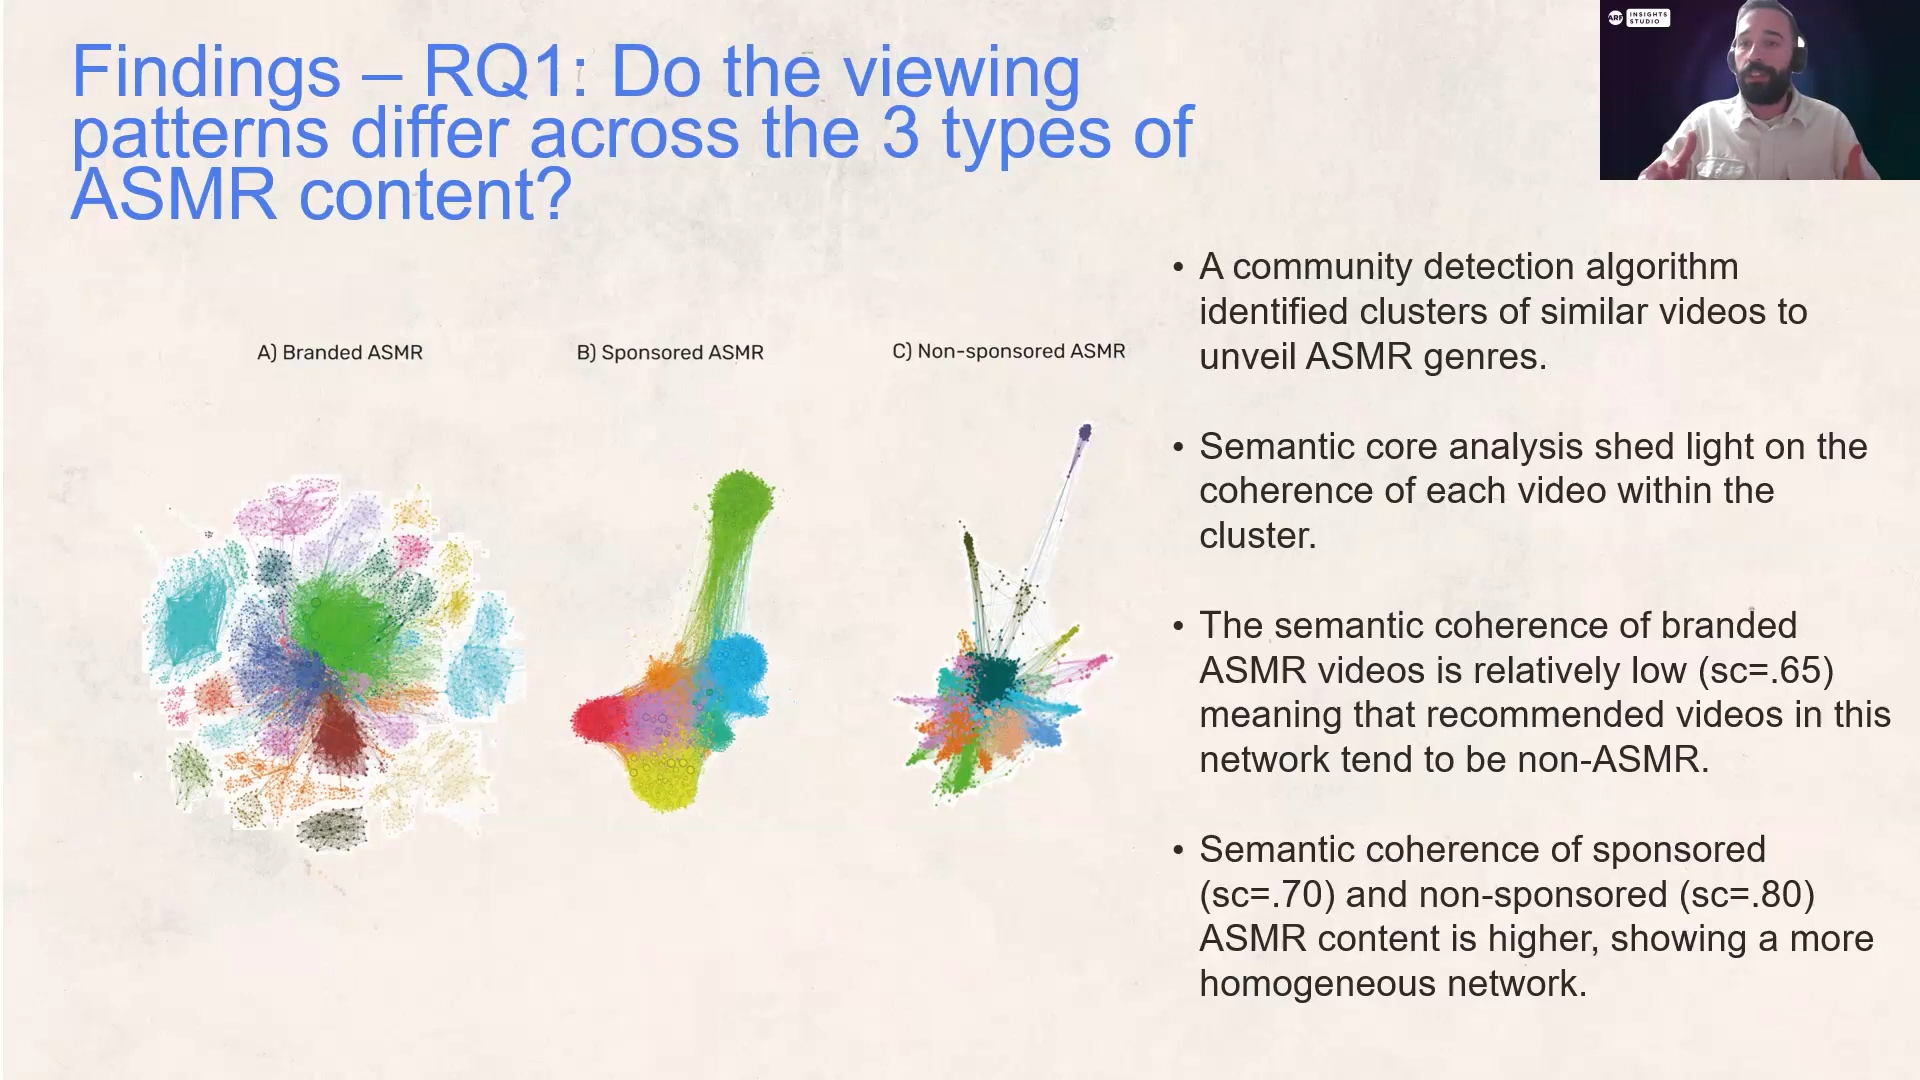 ARF INSIGHTS
STUDIO
Findings – RQ1: Do the viewing
patterns differ across the 3 types of
ASMR content?
A) Branded ASMR
B) Sponsored ASMR
C) Non-sponsored ASMR
• A community detection algorithm
identified clusters of similar videos to
unveil ASMR genres.
• Semantic core analysis shed light on the
coherence of each video within the
cluster.
• The semantic coherence of branded
ASMR videos is relatively low (sc=.65)
meaning that recommended videos in this
network tend to be non-ASMR.
• Semantic coherence of sponsored
(sc=.70) and non-sponsored (sc=.80)
ASMR content is higher, showing a more
homogeneous network.